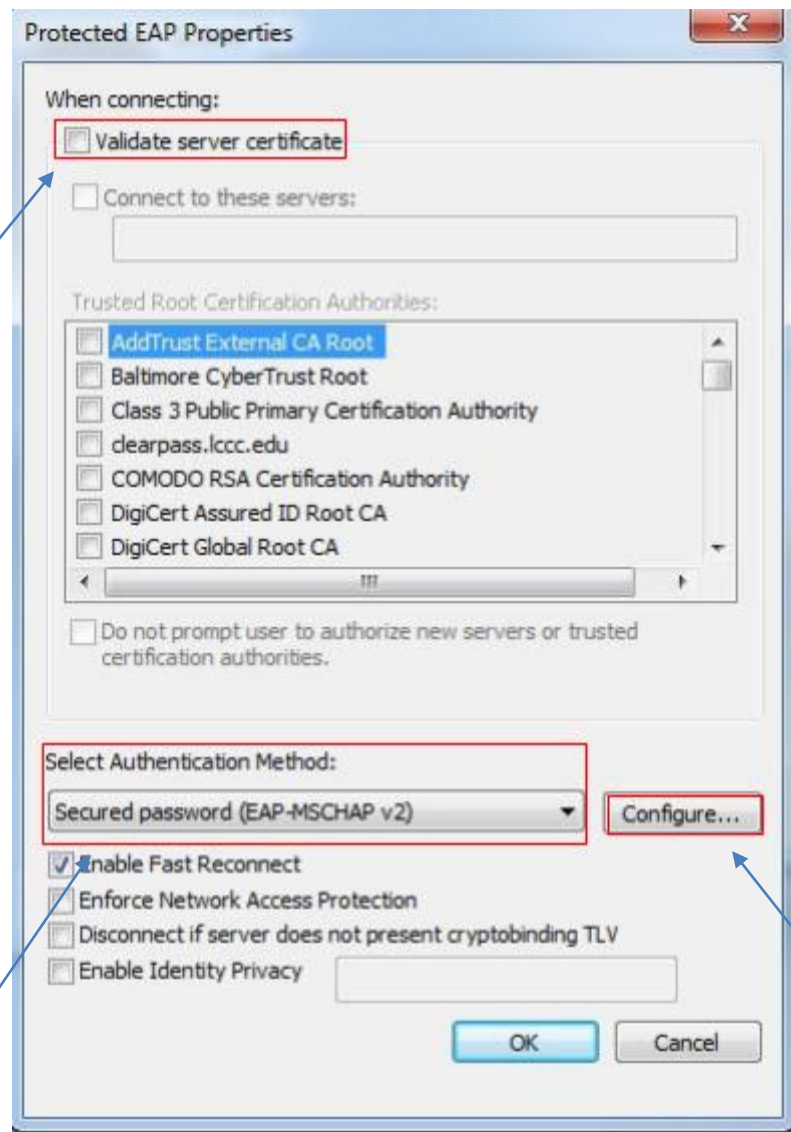 Protected EAP Properties
When connecting:
Validate server certificate
Connect to these servers:
Trusted Root Certification Authorities:
AddTrust External CA Root
Baltimore CyberTrust Root
Class 3 Public Primary Certification Authority
clearpass.lccc.edu
COMODO RSA Certification Authority
DigiCert Assured ID Root CA
DigiCert Global Root CA
Do not prompt user to authorize new servers or trusted
certification authorities.
Select Authentication Method:
Secured password (EAP-MSCHAP v2)
Configure...
Enable Fast Reconnect
Enforce Network Access Protection
Disconnect if server does not present cryptobinding TLV
Enable Identity Privacy
OK
Cancel